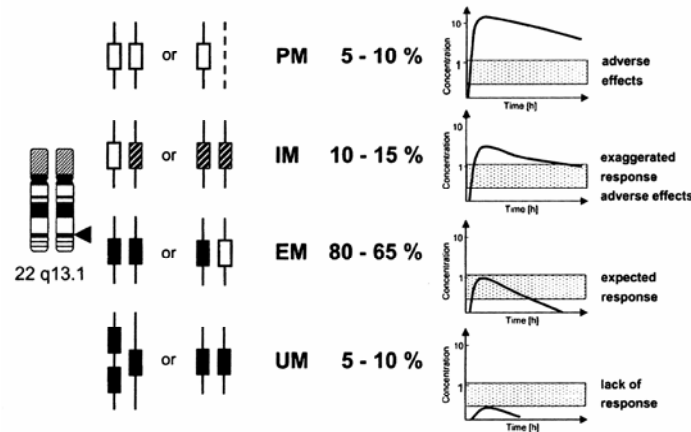 or PM 5 - 10 %
10
1
Concentration
Time [h]
adverse
effects
or IM 10 - 15 %
10
1
Concentration
Time [h]
exaggerated
response
adverse effects
22 q13.1
or EM 80 - 65 %
10
1
Concentration
Time [h]
expected
response
or UM 5 - 10 %
10
1
Concentration
Time [h]
lack of
response